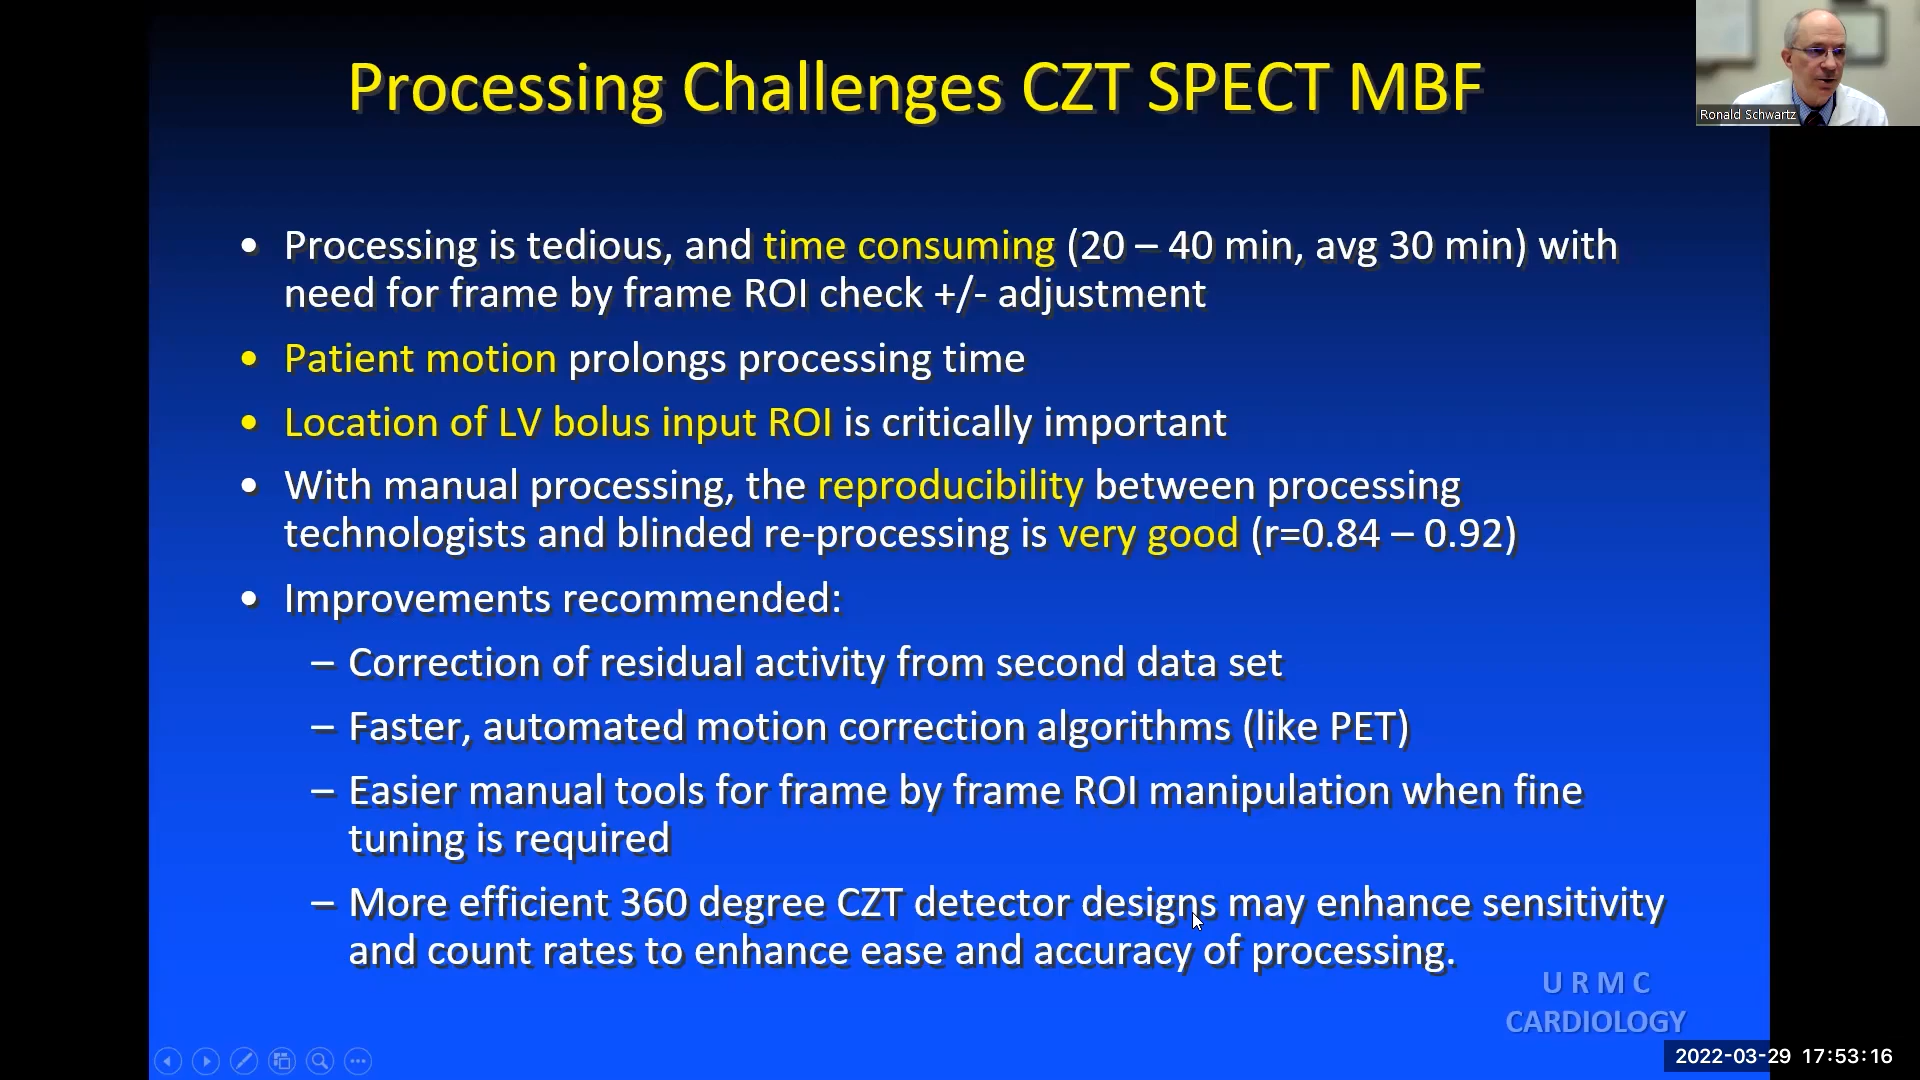 Processing Challenges CZT SPECT MBF
Ronald Schwartz
• Processing is tedious, and time consuming (20 – 40 min, avg 30 min) with
need for frame by frame ROI check +/- adjustment
• Patient motion prolongs processing time
• Location of LV bolus input ROI is critically important
• With manual processing, the reproducibility between processing
technologists and blinded re-processing is very good (r=0.84 – 0.92)
• Improvements recommended:
– Correction of residual activity from second data set
– Faster, automated motion correction algorithms (like PET)
– Easier manual tools for frame by frame ROI manipulation when fine
tuning is required
– More efficient 360 degree CZT detector designs may enhance sensitivity
and count rates to enhance ease and accuracy of processing.
U R M C
CARDIOLOGY
2022-03-29 17:53:16